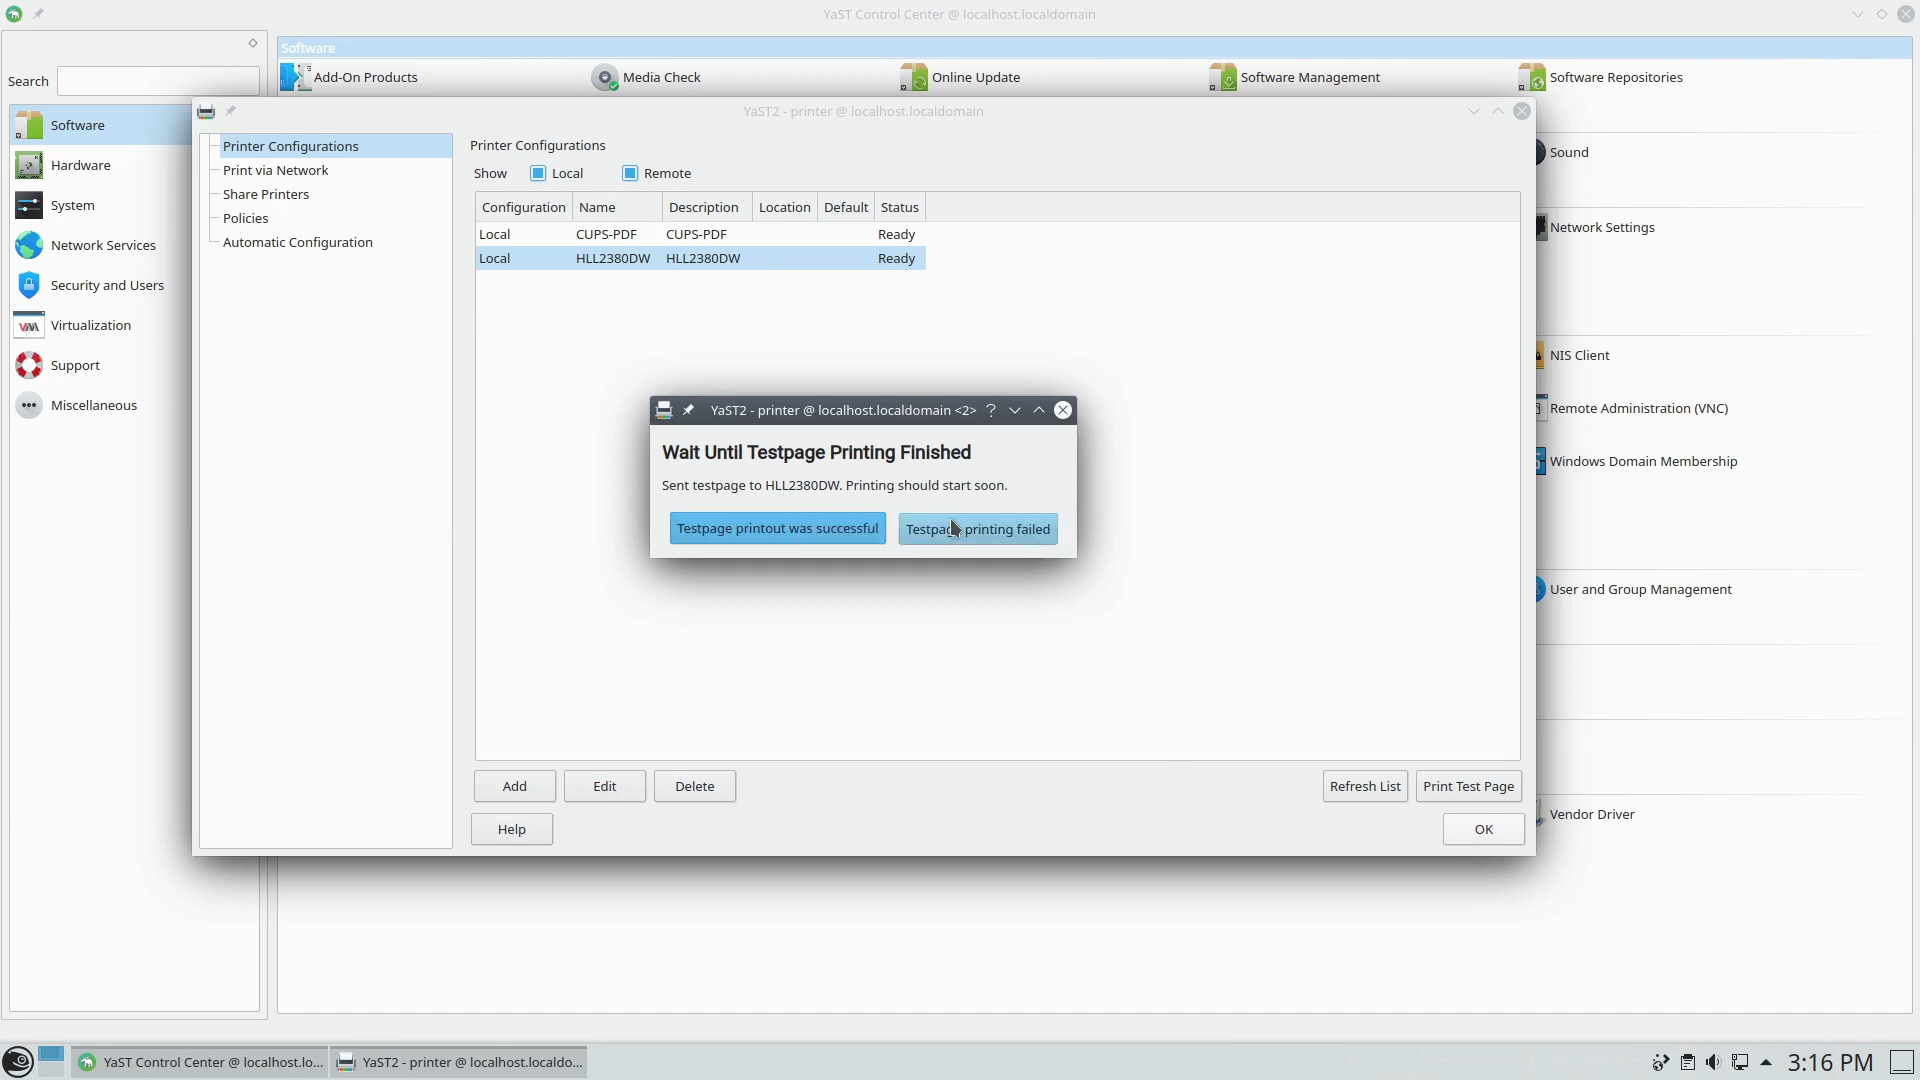 YaST Control Center @ localhost.localdomain
Search
Software
Hardware
System
Network Services
Security and Users
Virtualization
Support
Miscellaneous
Software
Add-On Products
Media Check
Online Update
Software Management
Software Repositories
Sound
Network Settings
NIS Client
Remote Administration (VNC)
Windows Domain Membership
User and Group Management
Vendor Driver
YaST2 - printer @ localhost.localdomain
Printer Configurations
Print via Network
Share Printers
Policies
Automatic Configuration
Printer Configurations
Show Local Remote
Configuration Name Description Location Default Status
Local CUPS-PDF CUPS-PDF Ready
Local HLL2380DW HLL2380DW Ready
YaST2 - printer @ localhost.localdomain <2>
Wait Until Testpage Printing Finished
Sent testpage to HLL2380DW. Printing should start soon.
Testpage printout was successful
Testpage printing failed
Add
Edit
Delete
Refresh List
Print Test Page
Help
OK
YaST Control Center @ localhost.lo...
YaST2 - printer @ localhost.localdo...
3:16 PM